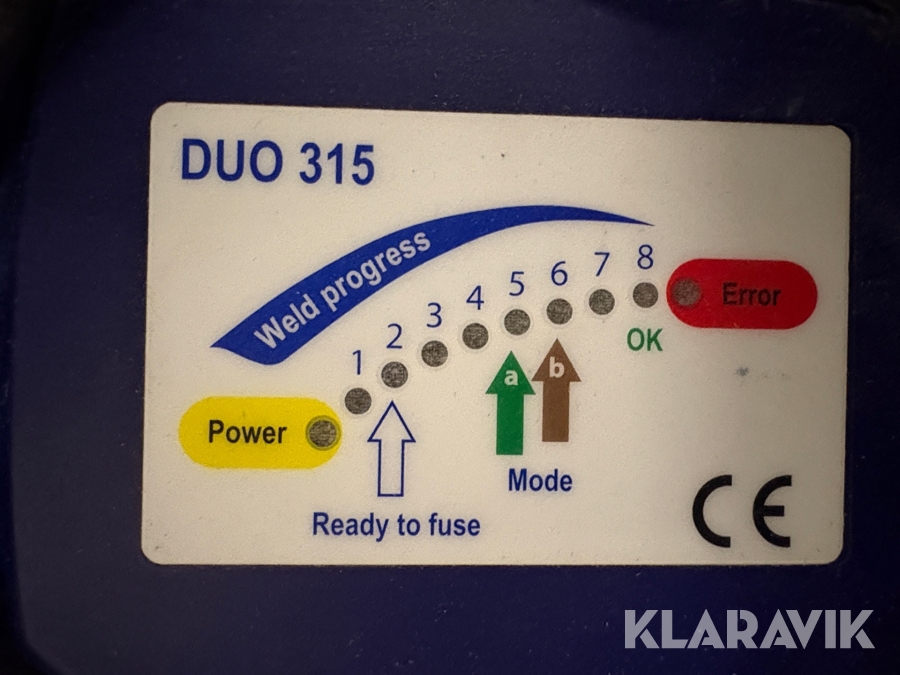 DUO 315
Weld progress
1 2 3 4 5 6 7 8
Error
OK
a b
Power
Mode
Ready to fuse
CE
KLARAVIK